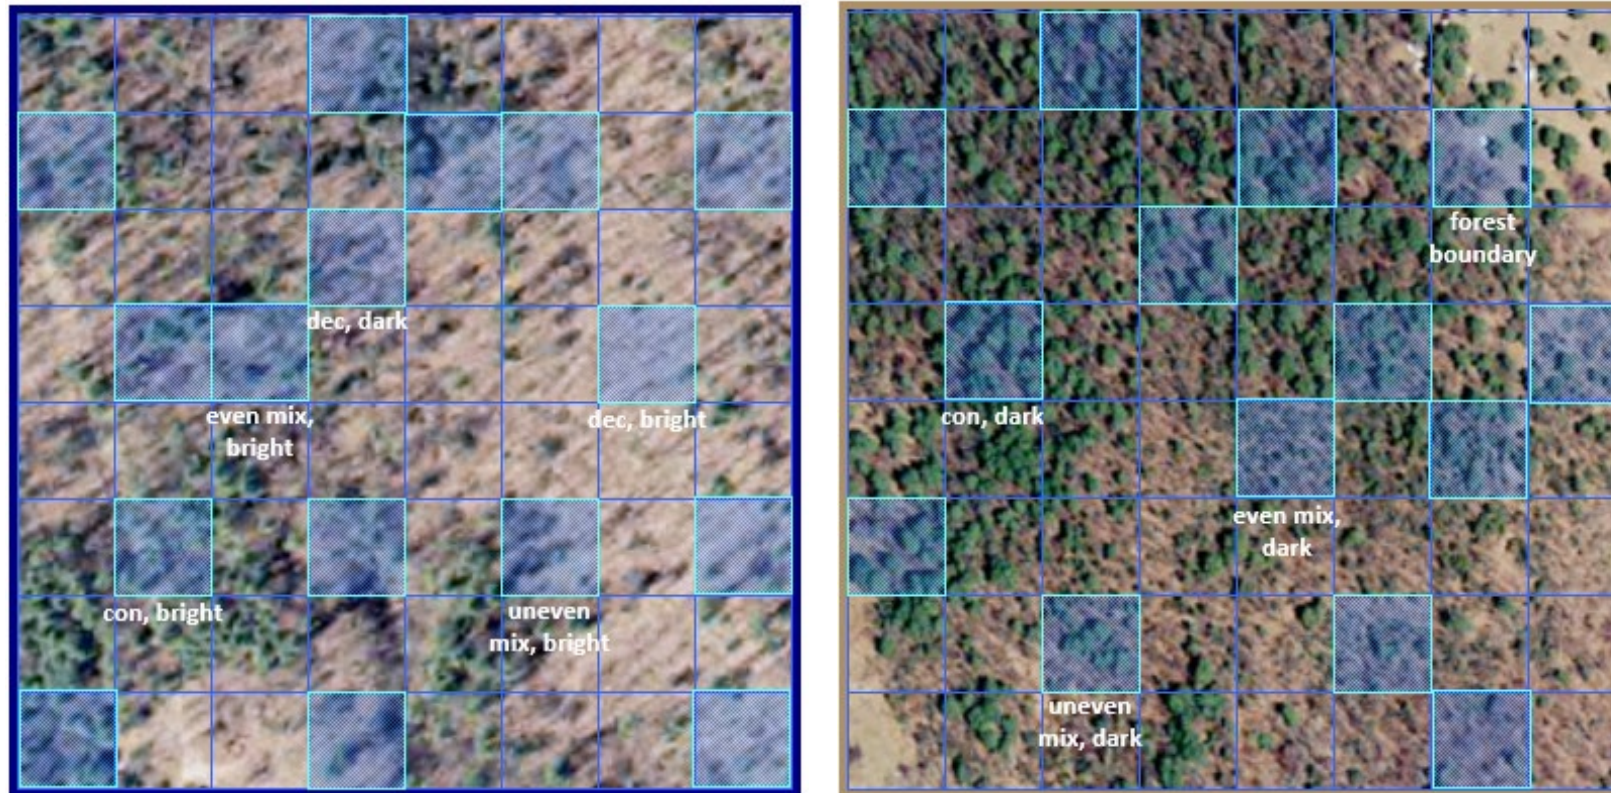 dec, dark
even mix,
bright
dec, bright
con, bright
uneven
mix, bright
forest
boundary
con, dark
even mix,
dark
uneven
mix, dark